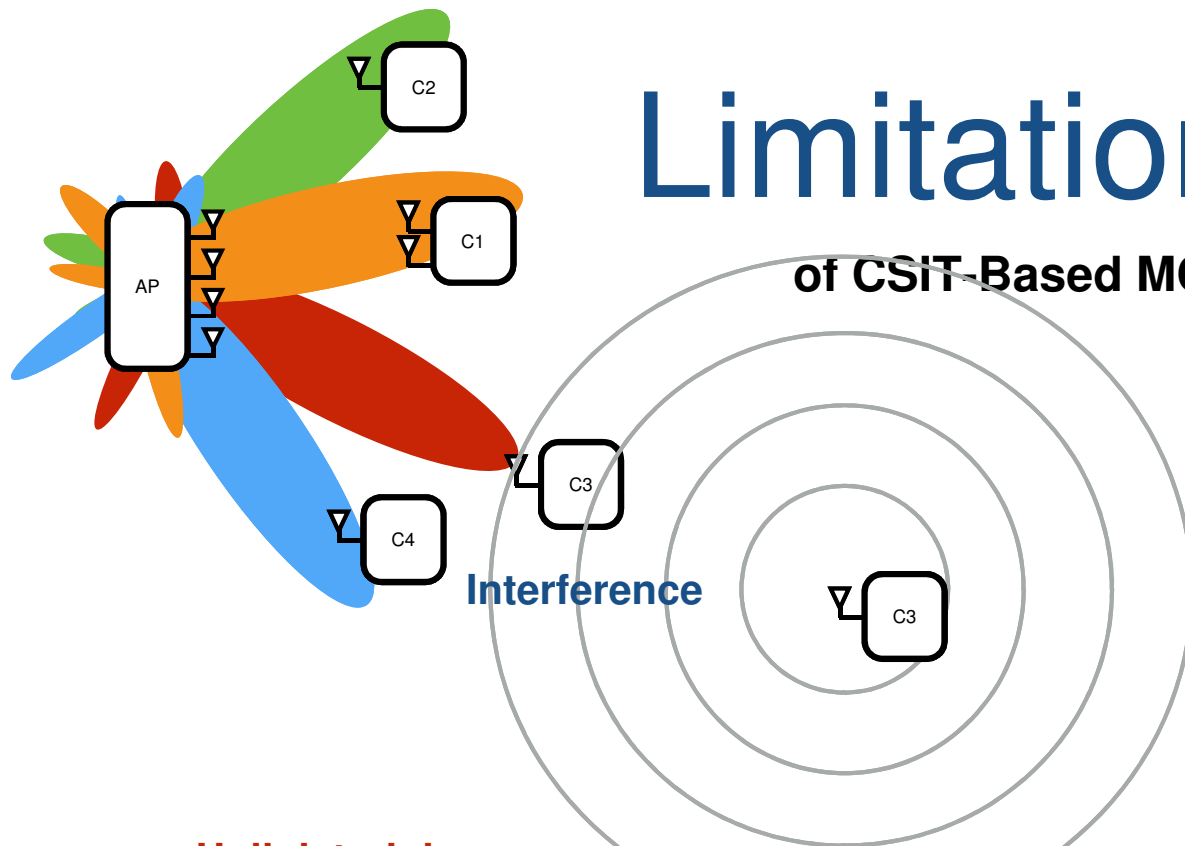 C2
Limitation
C1
of CSIT-Based M
AP
C3
C4
Interference
C3